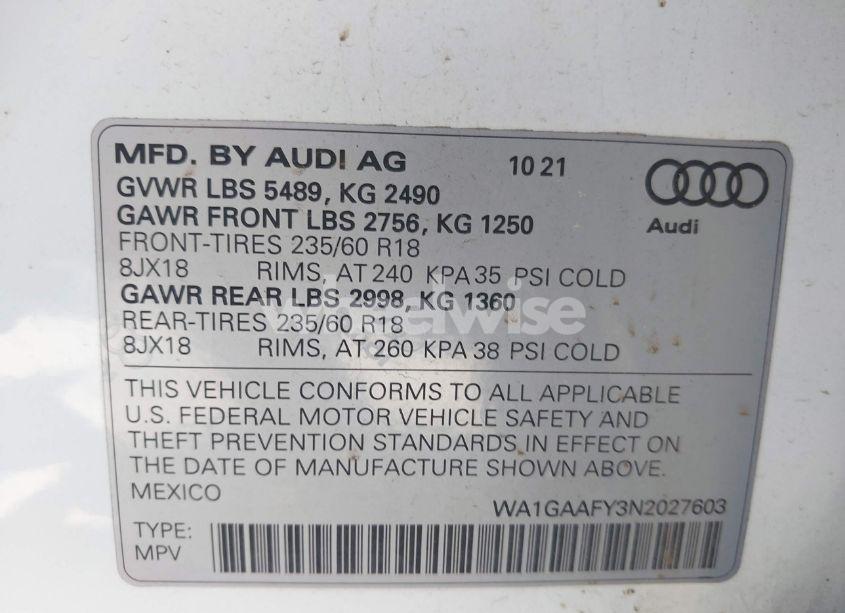 MFD. BY AUDI AG 10 21
GVWR LBS 5489, KG 2490
GAWR FRONT LBS 2756, KG 1250
Audi
FRONT-TIRES 235/60 R18
8JX18 RIMS, AT 240 KPA 35 PSI COLD
GAWR REAR LBS 2998, KG 1360
wheelwise
REAR-TIRES 235/60 R18
8JX18 RIMS, AT 260 KPA 38 PSI COLD
THIS VEHICLE CONFORMS TO ALL APPLICABLE
U.S. FEDERAL MOTOR VEHICLE SAFETY AND
THEFT PREVENTION STANDARDS IN EFFECT ON
THE DATE OF MANUFACTURE SHOWN ABOVE.
MEXICO
WA1GAAFY3N2027603
TYPE:
MPV